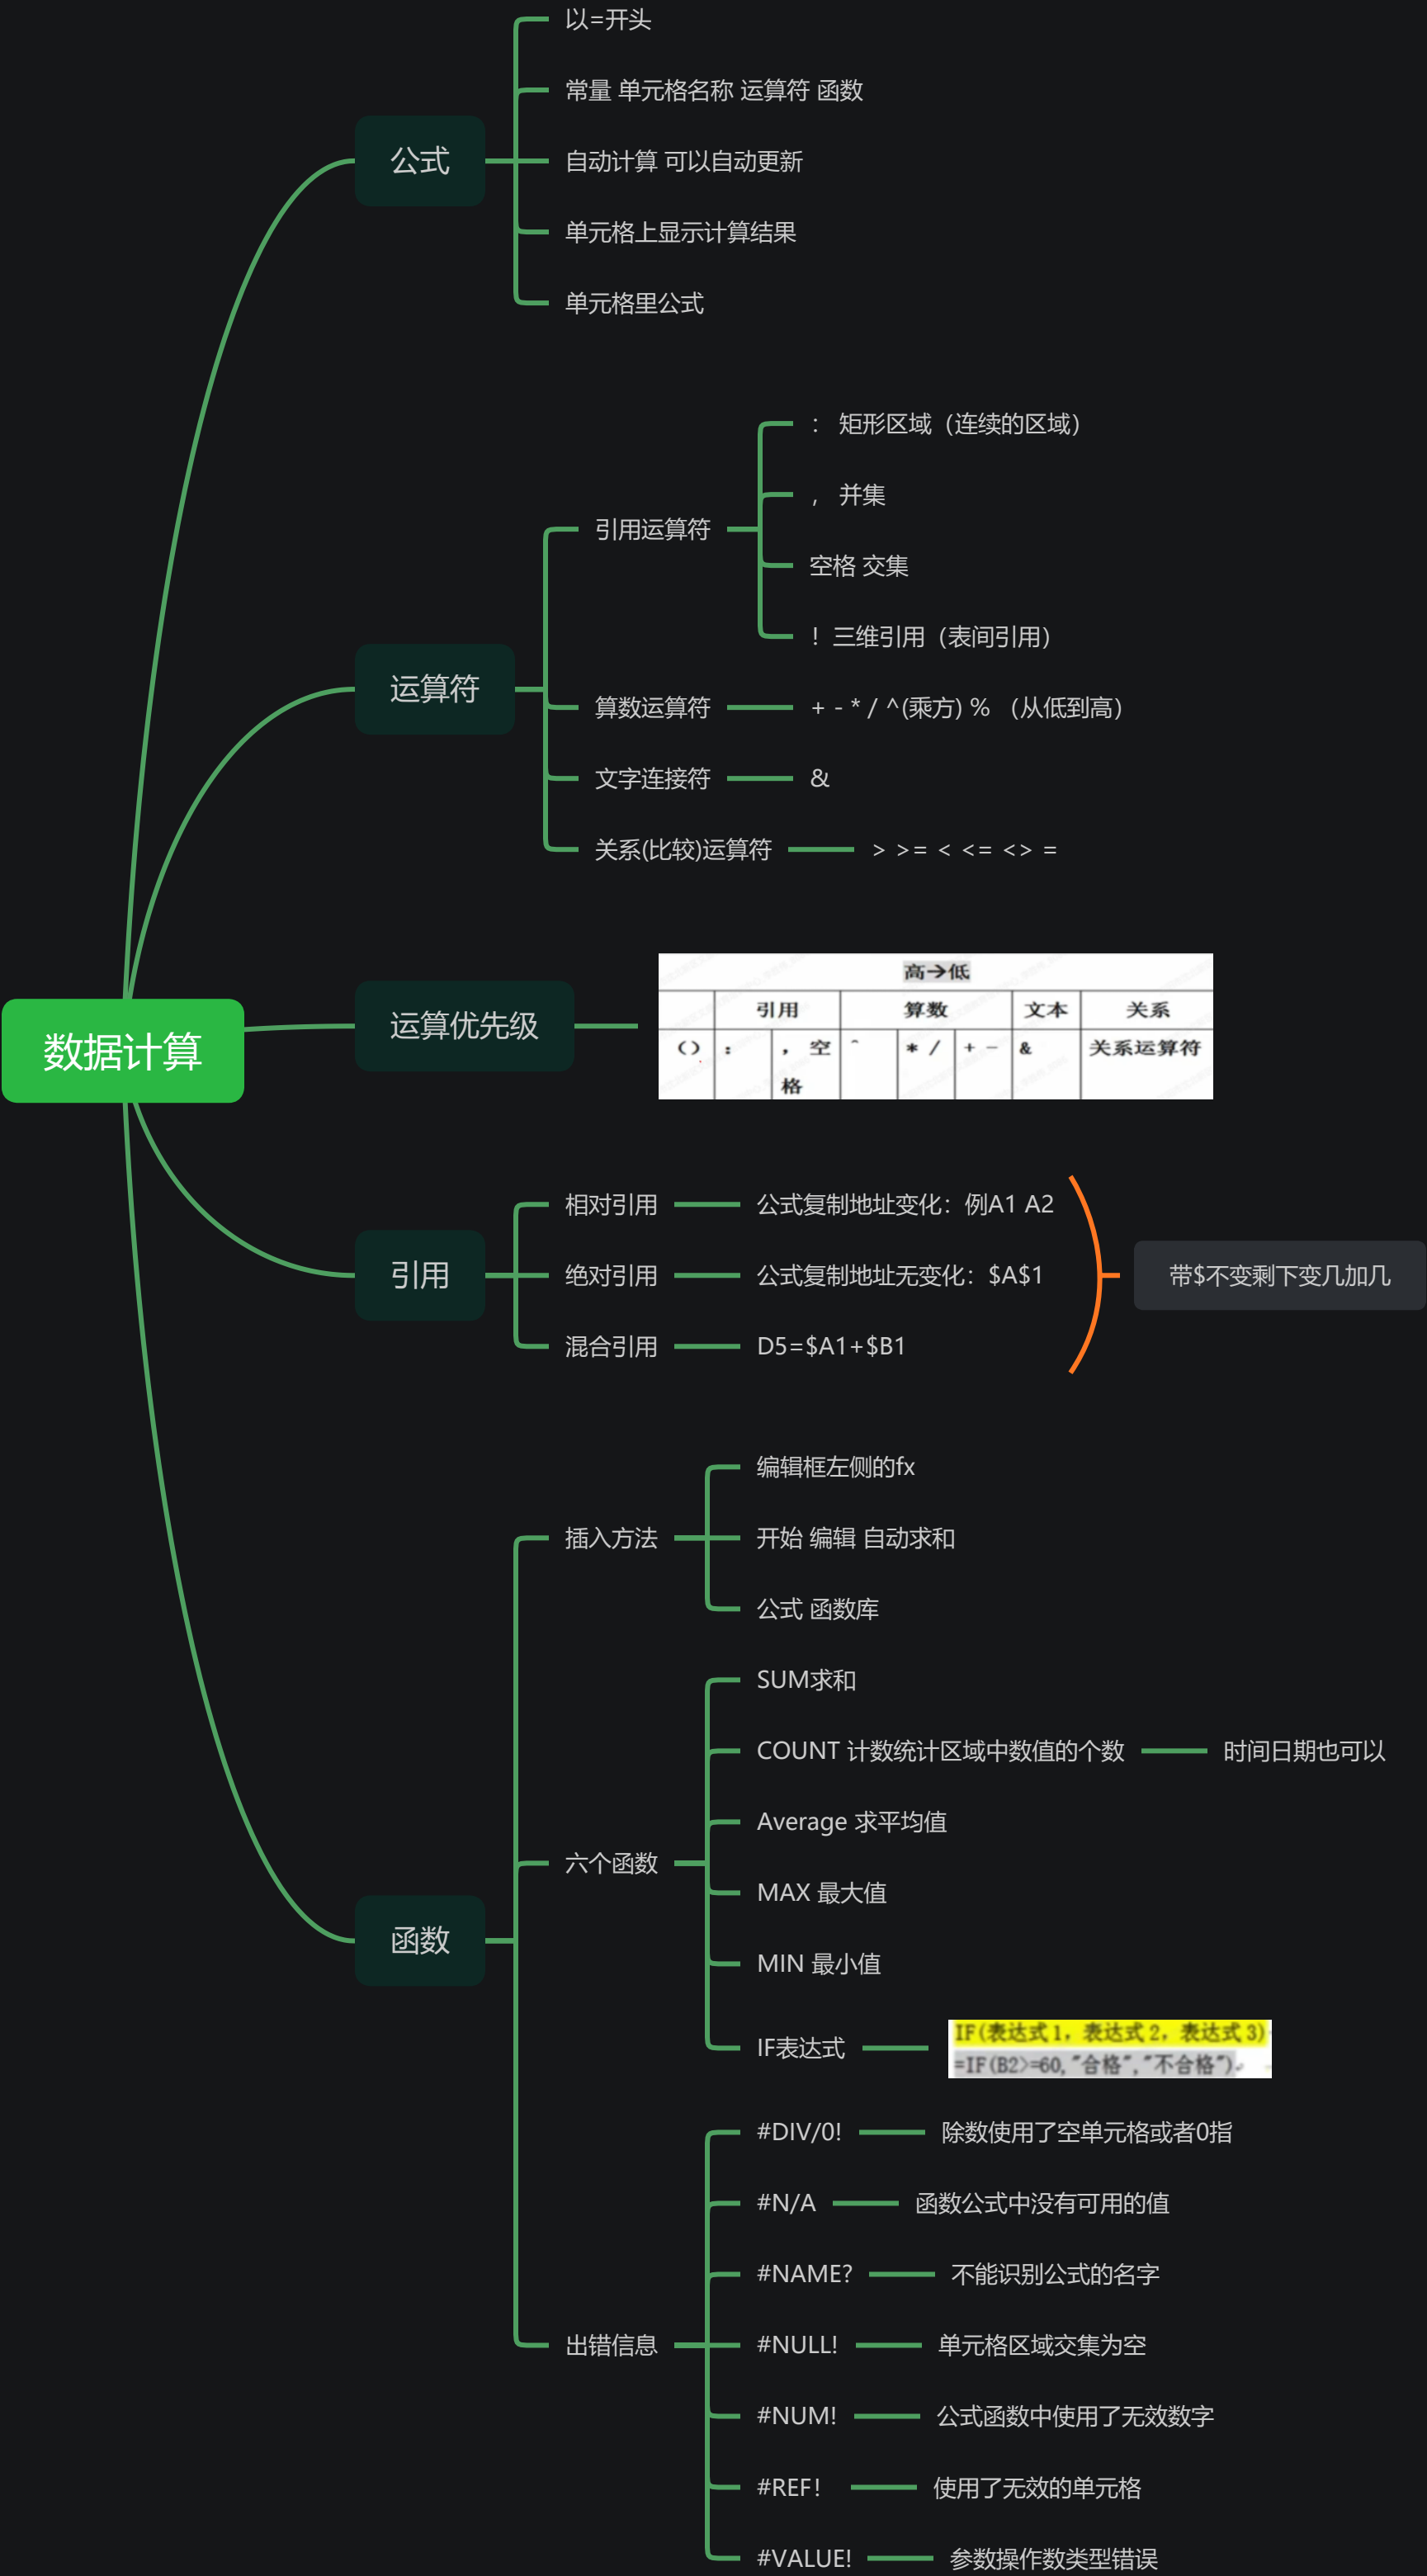 数据计算
公式
以=开头
常量 单元格名称 运算符 函数
自动计算 可以自动更新
单元格上显示计算结果
单元格里公式
运算符
引用运算符
： 矩形区域（连续的区域）
， 并集
空格 交集
！三维引用（表间引用）
算数运算符
+ - * / ^(乘方) % （从低到高）
文字连接符
&
关系(比较)运算符
> >= < <= <> =
运算优先级
高→低
引用 算数 文本 关系
() : ，空格 ^ * / + - & 关系运算符
引用
相对引用
公式复制地址变化：例A1 A2
绝对引用
公式复制地址无变化：$A$1
混合引用
D5=$A1+$B1
带$不变剩下变几加几
函数
插入方法
编辑框左侧的fx
开始 编辑 自动求和
公式 函数库
六个函数
SUM求和
COUNT 计数统计区域中数值的个数
时间日期也可以
Average 求平均值
MAX 最大值
MIN 最小值
IF表达式
IF(表达式1，表达式2，表达式3)
=IF(B2>=60,"合格","不合格")
出错信息
#DIV/0!
除数使用了空单元格或者0指
#N/A
函数公式中没有可用的值
#NAME?
不能识别公式的名字
#NULL!
单元格区域交集为空
#NUM!
公式函数中使用了无效数字
#REF!
使用了无效的单元格
#VALUE!
参数操作数类型错误